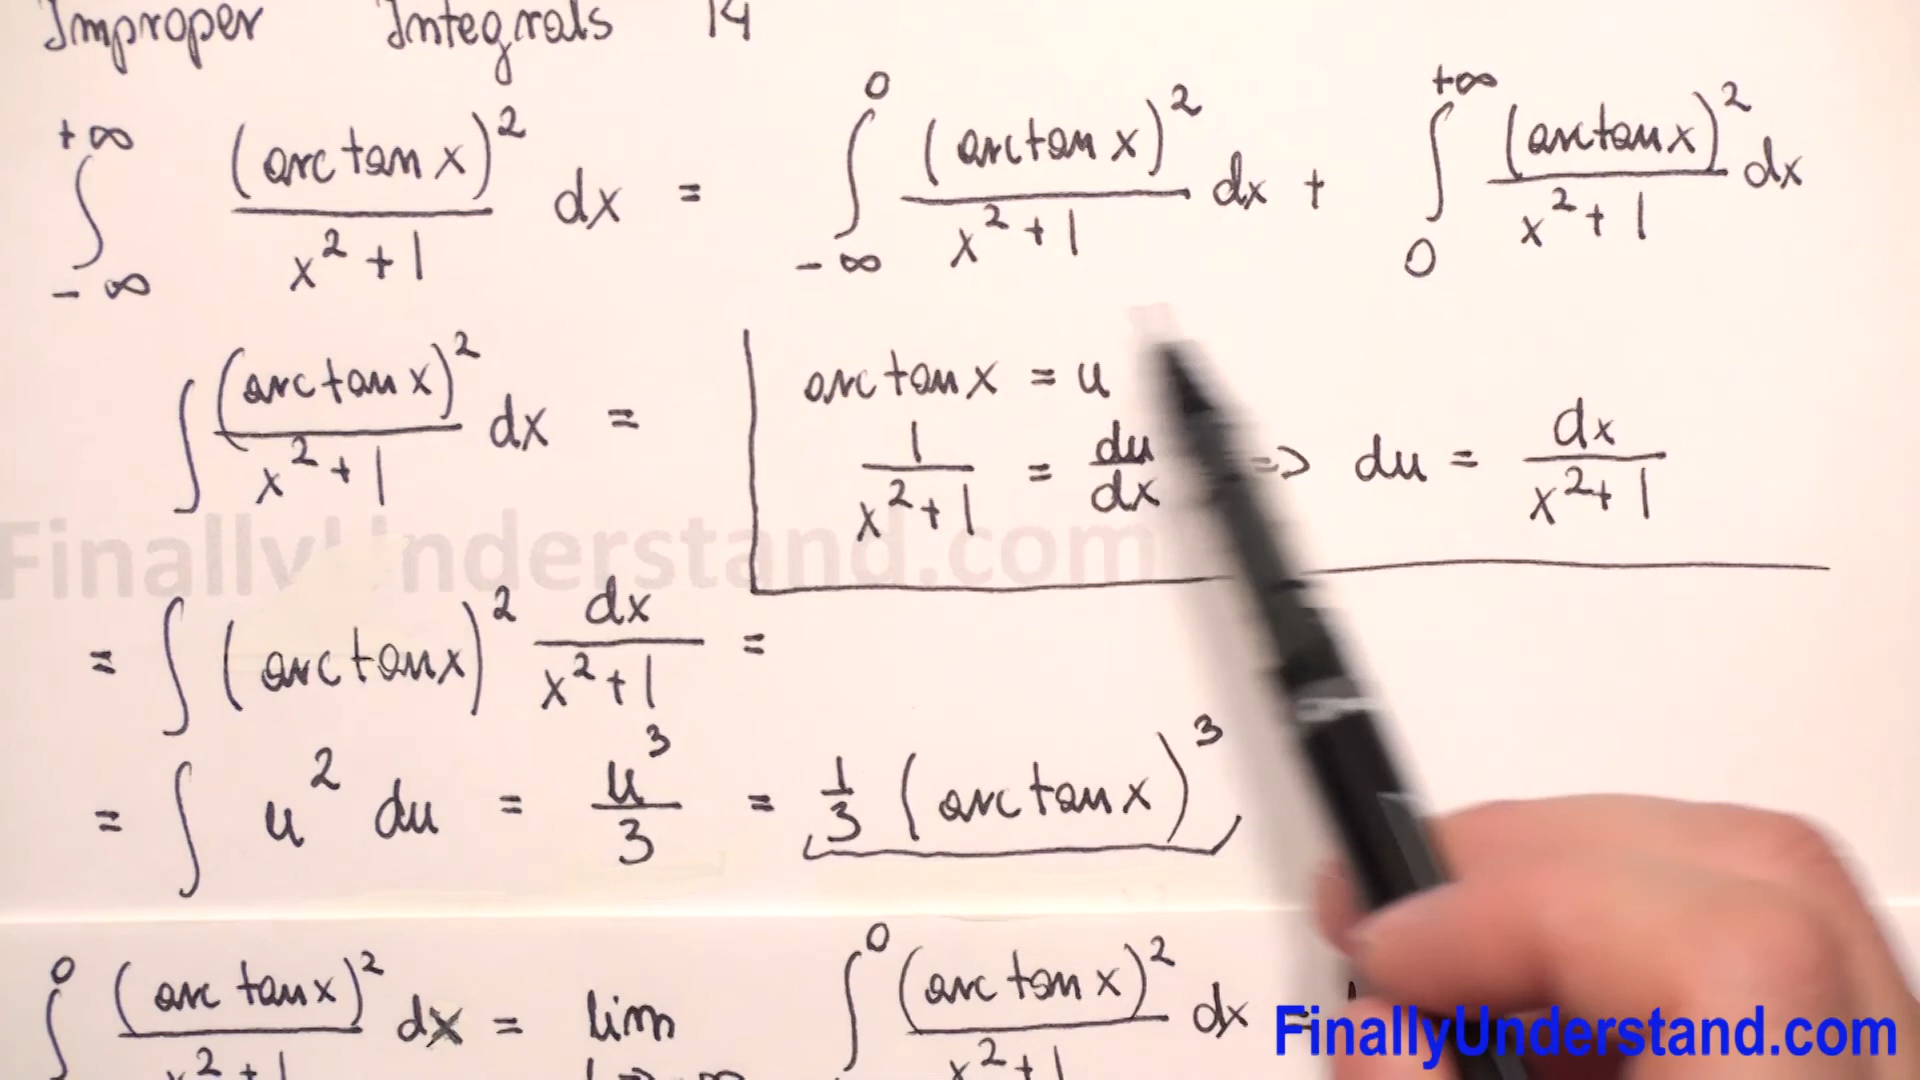 Improper Integrals 14
+∞ ∫ -∞ (arctan x)² / x²+1 dx = 0 ∫ -∞ (arctan x)² / x²+1 dx + +∞ ∫ 0 (arctan x)² / x²+1 dx
∫ (arctan x)² / x²+1 dx =
arctan x = u
1 / x²+1 = du / dx => du = dx / x²+1
FinallyUnderstand.com
= ∫ (arctan x)² dx / x²+1 =
= ∫ u² du = u³ / 3 = 1/3 (arctan x)³
0 ∫ (arctan x)² / x²+1 dx = lim 0 ∫ (arctan x)² / x²+1 dx =
FinallyUnderstand.com